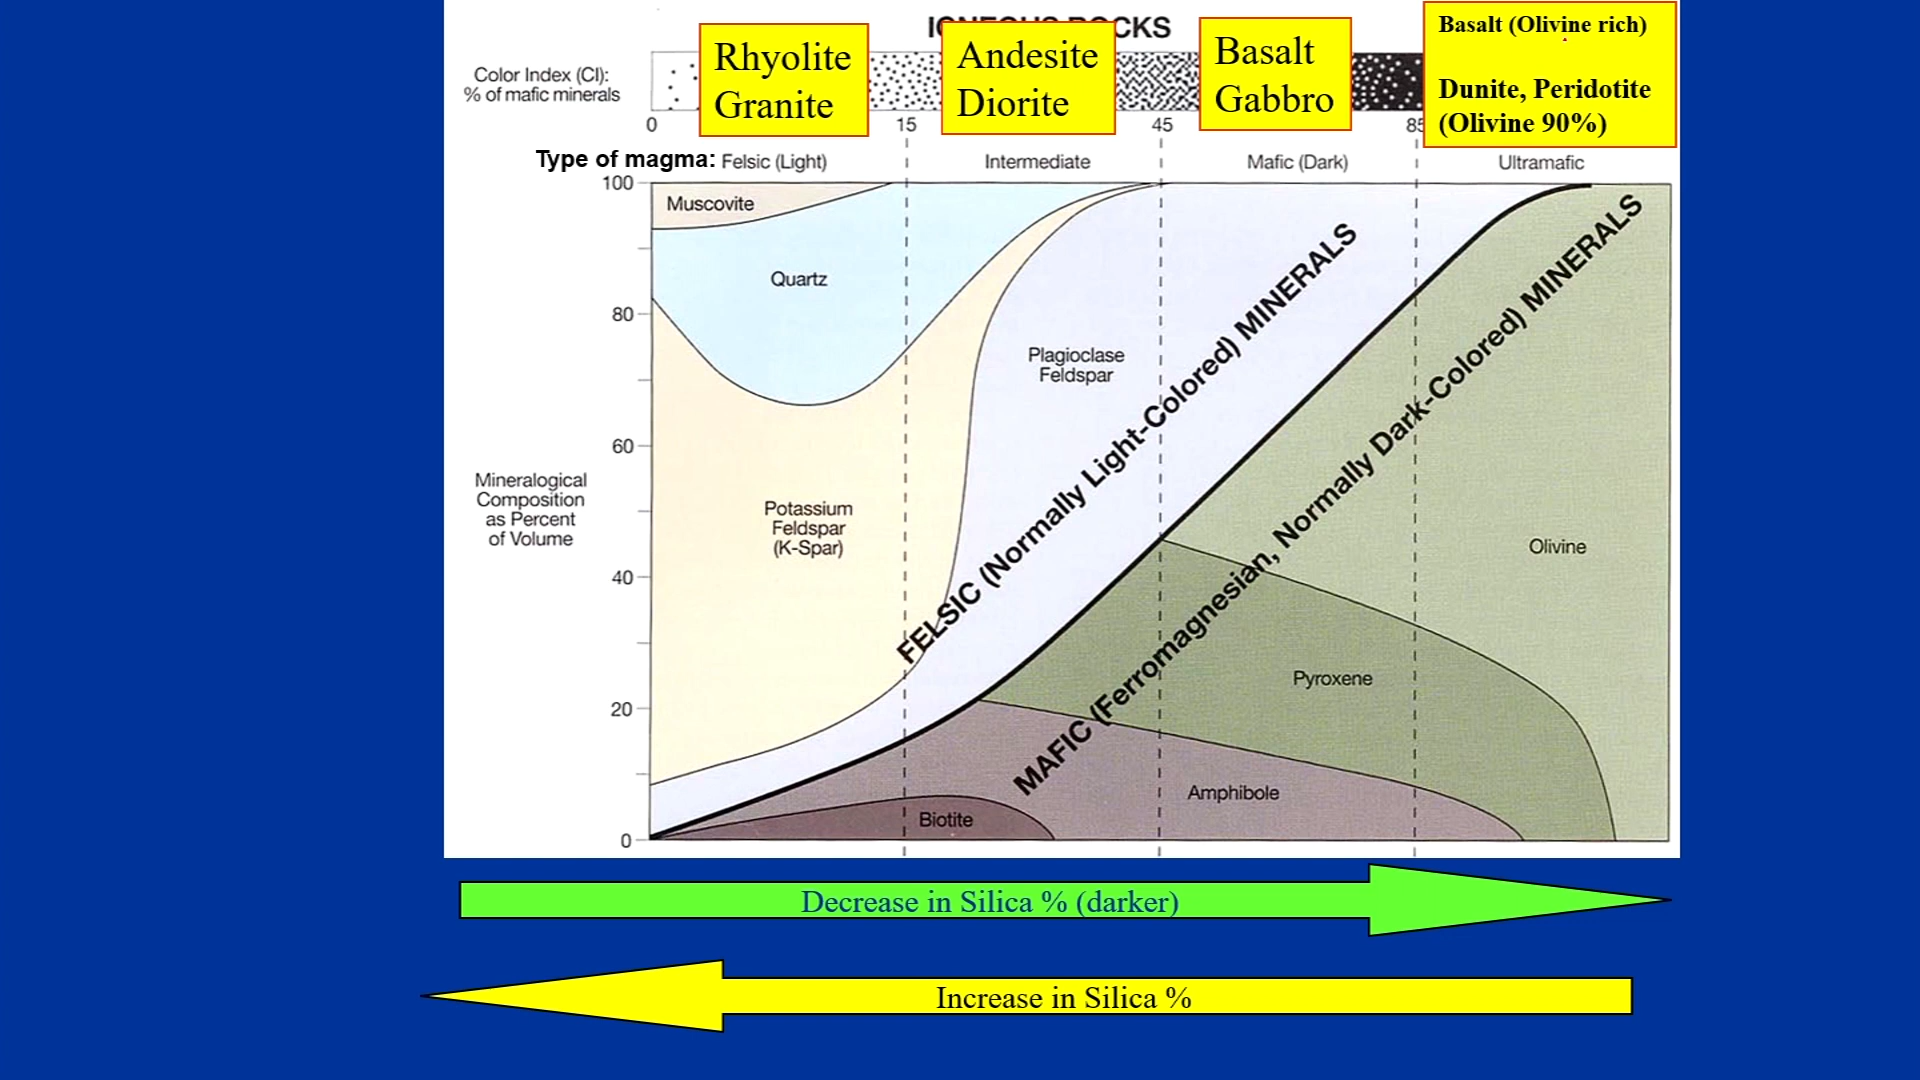 IGNEOUS ROCKS
Rhyolite
Granite
Andesite
Diorite
Basalt
Gabbro
Basalt (Olivine rich)
Dunite, Peridotite
(Olivine 90%)
Color Index (CI):
% of mafic minerals
0
15
45
85
Type of magma:
Felsic (Light)
Intermediate
Mafic (Dark)
Ultramafic
100
80
60
40
20
0
Mineralogical
Composition
as Percent
of Volume
Muscovite
Quartz
Potassium
Feldspar
(K-Spar)
Plagioclase
Feldspar
FELSIC (Normally Light-Colored) MINERALS
MAFIC (Ferromagnesian, Normally Dark-Colored) MINERALS
Olivine
Pyroxene
Amphibole
Biotite
Decrease in Silica % (darker)
Increase in Silica %